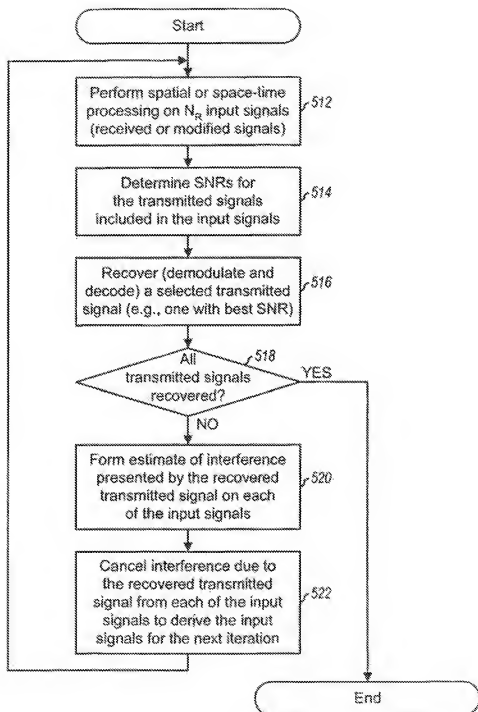 Start
Perform spatial or space-time
processing on NR input signals
(received or modified signals)
512
Determine SNRs for
the transmitted signals
included in the input signals
514
Recover (demodulate and
decode) a selected transmitted
signal (e.g., one with best SNR)
516
All
transmitted signals
recovered?
518
YES
NO
Form estimate of interference
presented by the recovered
transmitted signal on each
of the input signals
520
Cancel interference due to
the recovered transmitted
signal from each of the input
signals to derive the input
signals for the next iteration
522
End